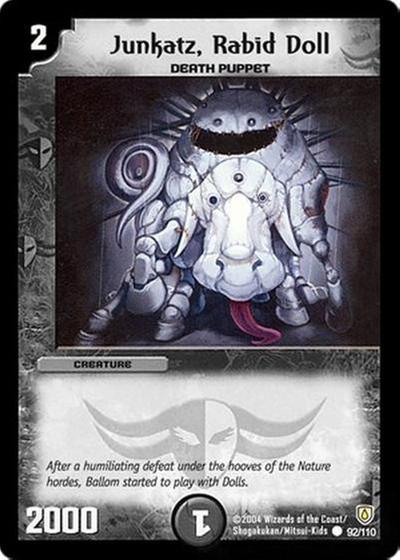 2
Junkatz, Rabid Doll
DEATH PUPPET
CREATURE
After a humiliating defeat under the hooves of the Nature
hordes, Ballom started to play with Dolls.
2000
1
©2004 Wizards of the Coast/
Shogakukan/Mitsui-Kids
92/110